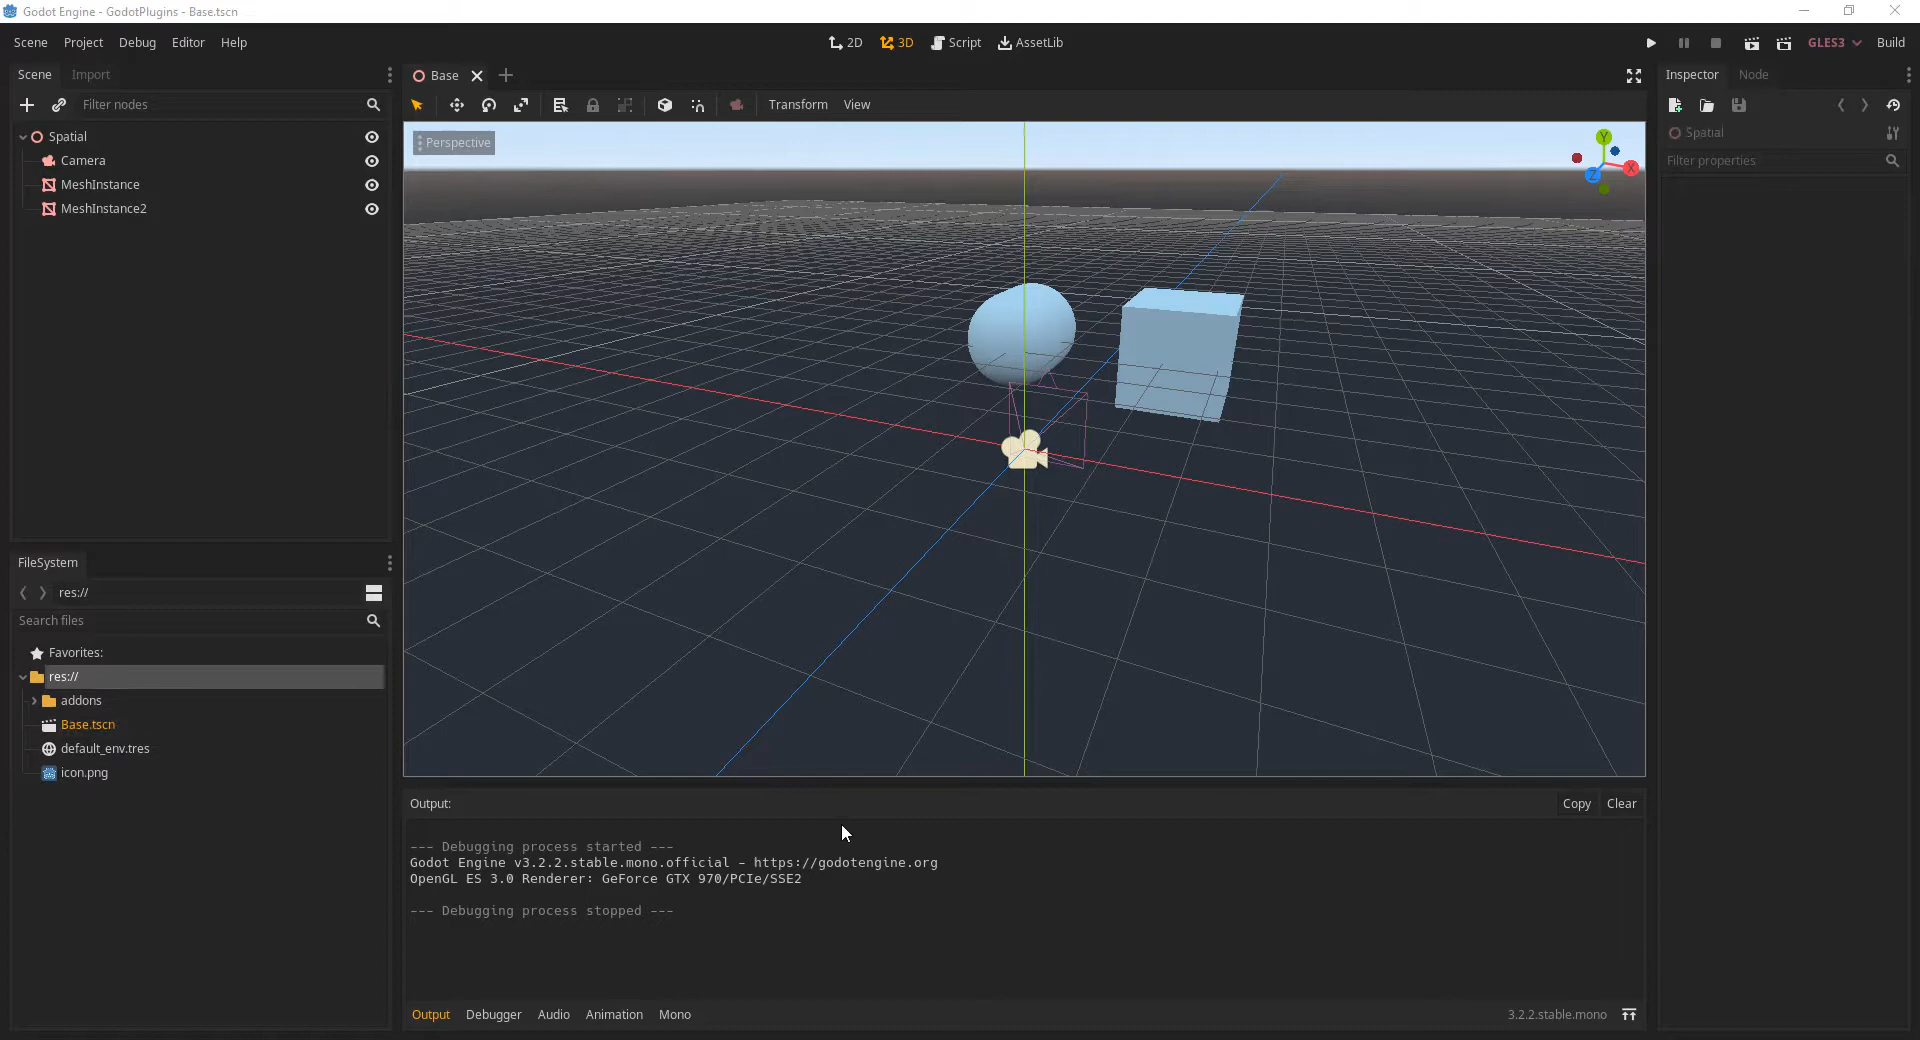 Godot Engine - GodotPlugins - Base.tscn
Scene Project Debug Editor Help
2D 3D Script AssetLib
GLES3 Build
Scene Import
Filter nodes
Spatial
Camera
MeshInstance
MeshInstance2
FileSystem
res://
Search files
Favorites:
res://
addons
Base.tscn
default_env.tres
icon.png
Base
Transform View
Perspective
Y
X
Z
Output:
Copy Clear
--- Debugging process started ---
Godot Engine v3.2.2.stable.mono.official - https://godotengine.org
OpenGL ES 3.0 Renderer: GeForce GTX 970/PCIe/SSE2
--- Debugging process stopped ---
Output Debugger Audio Animation Mono
3.2.2.stable.mono
Inspector Node
Spatial
Filter properties